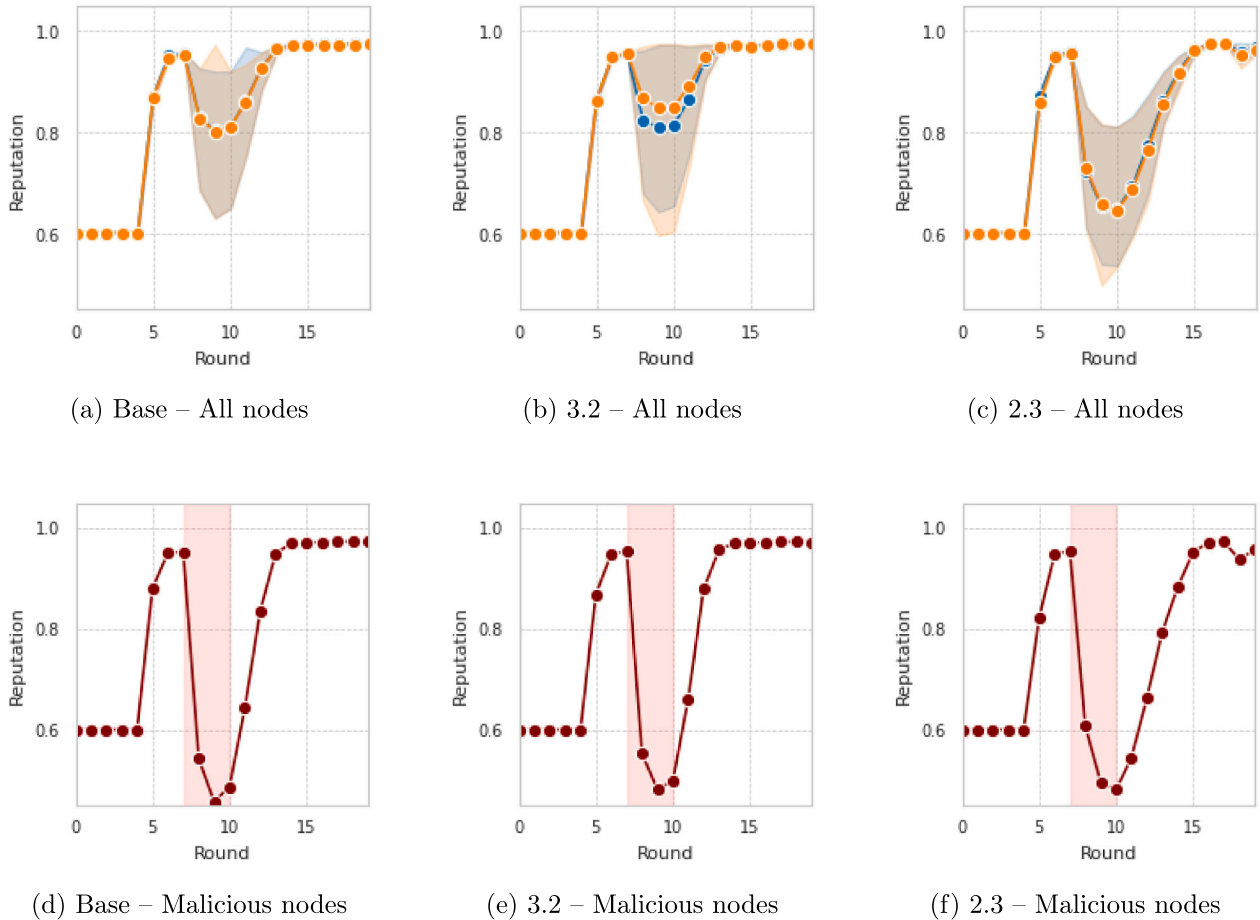 1.0
0.8
0.6
Reputation
0 5 10 15
Round
(a) Base – All nodes
1.0
0.8
0.6
Reputation
0 5 10 15
Round
(b) 3.2 – All nodes
1.0
0.8
0.6
Reputation
0 5 10 15
Round
(c) 2.3 – All nodes
1.0
0.8
0.6
Reputation
0 5 10 15
Round
(d) Base – Malicious nodes
1.0
0.8
0.6
Reputation
0 5 10 15
Round
(e) 3.2 – Malicious nodes
1.0
0.8
0.6
Reputation
0 5 10 15
Round
(f) 2.3 – Malicious nodes